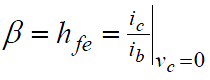 β = h_fe = i_c/i_b |_{v_c = 0}